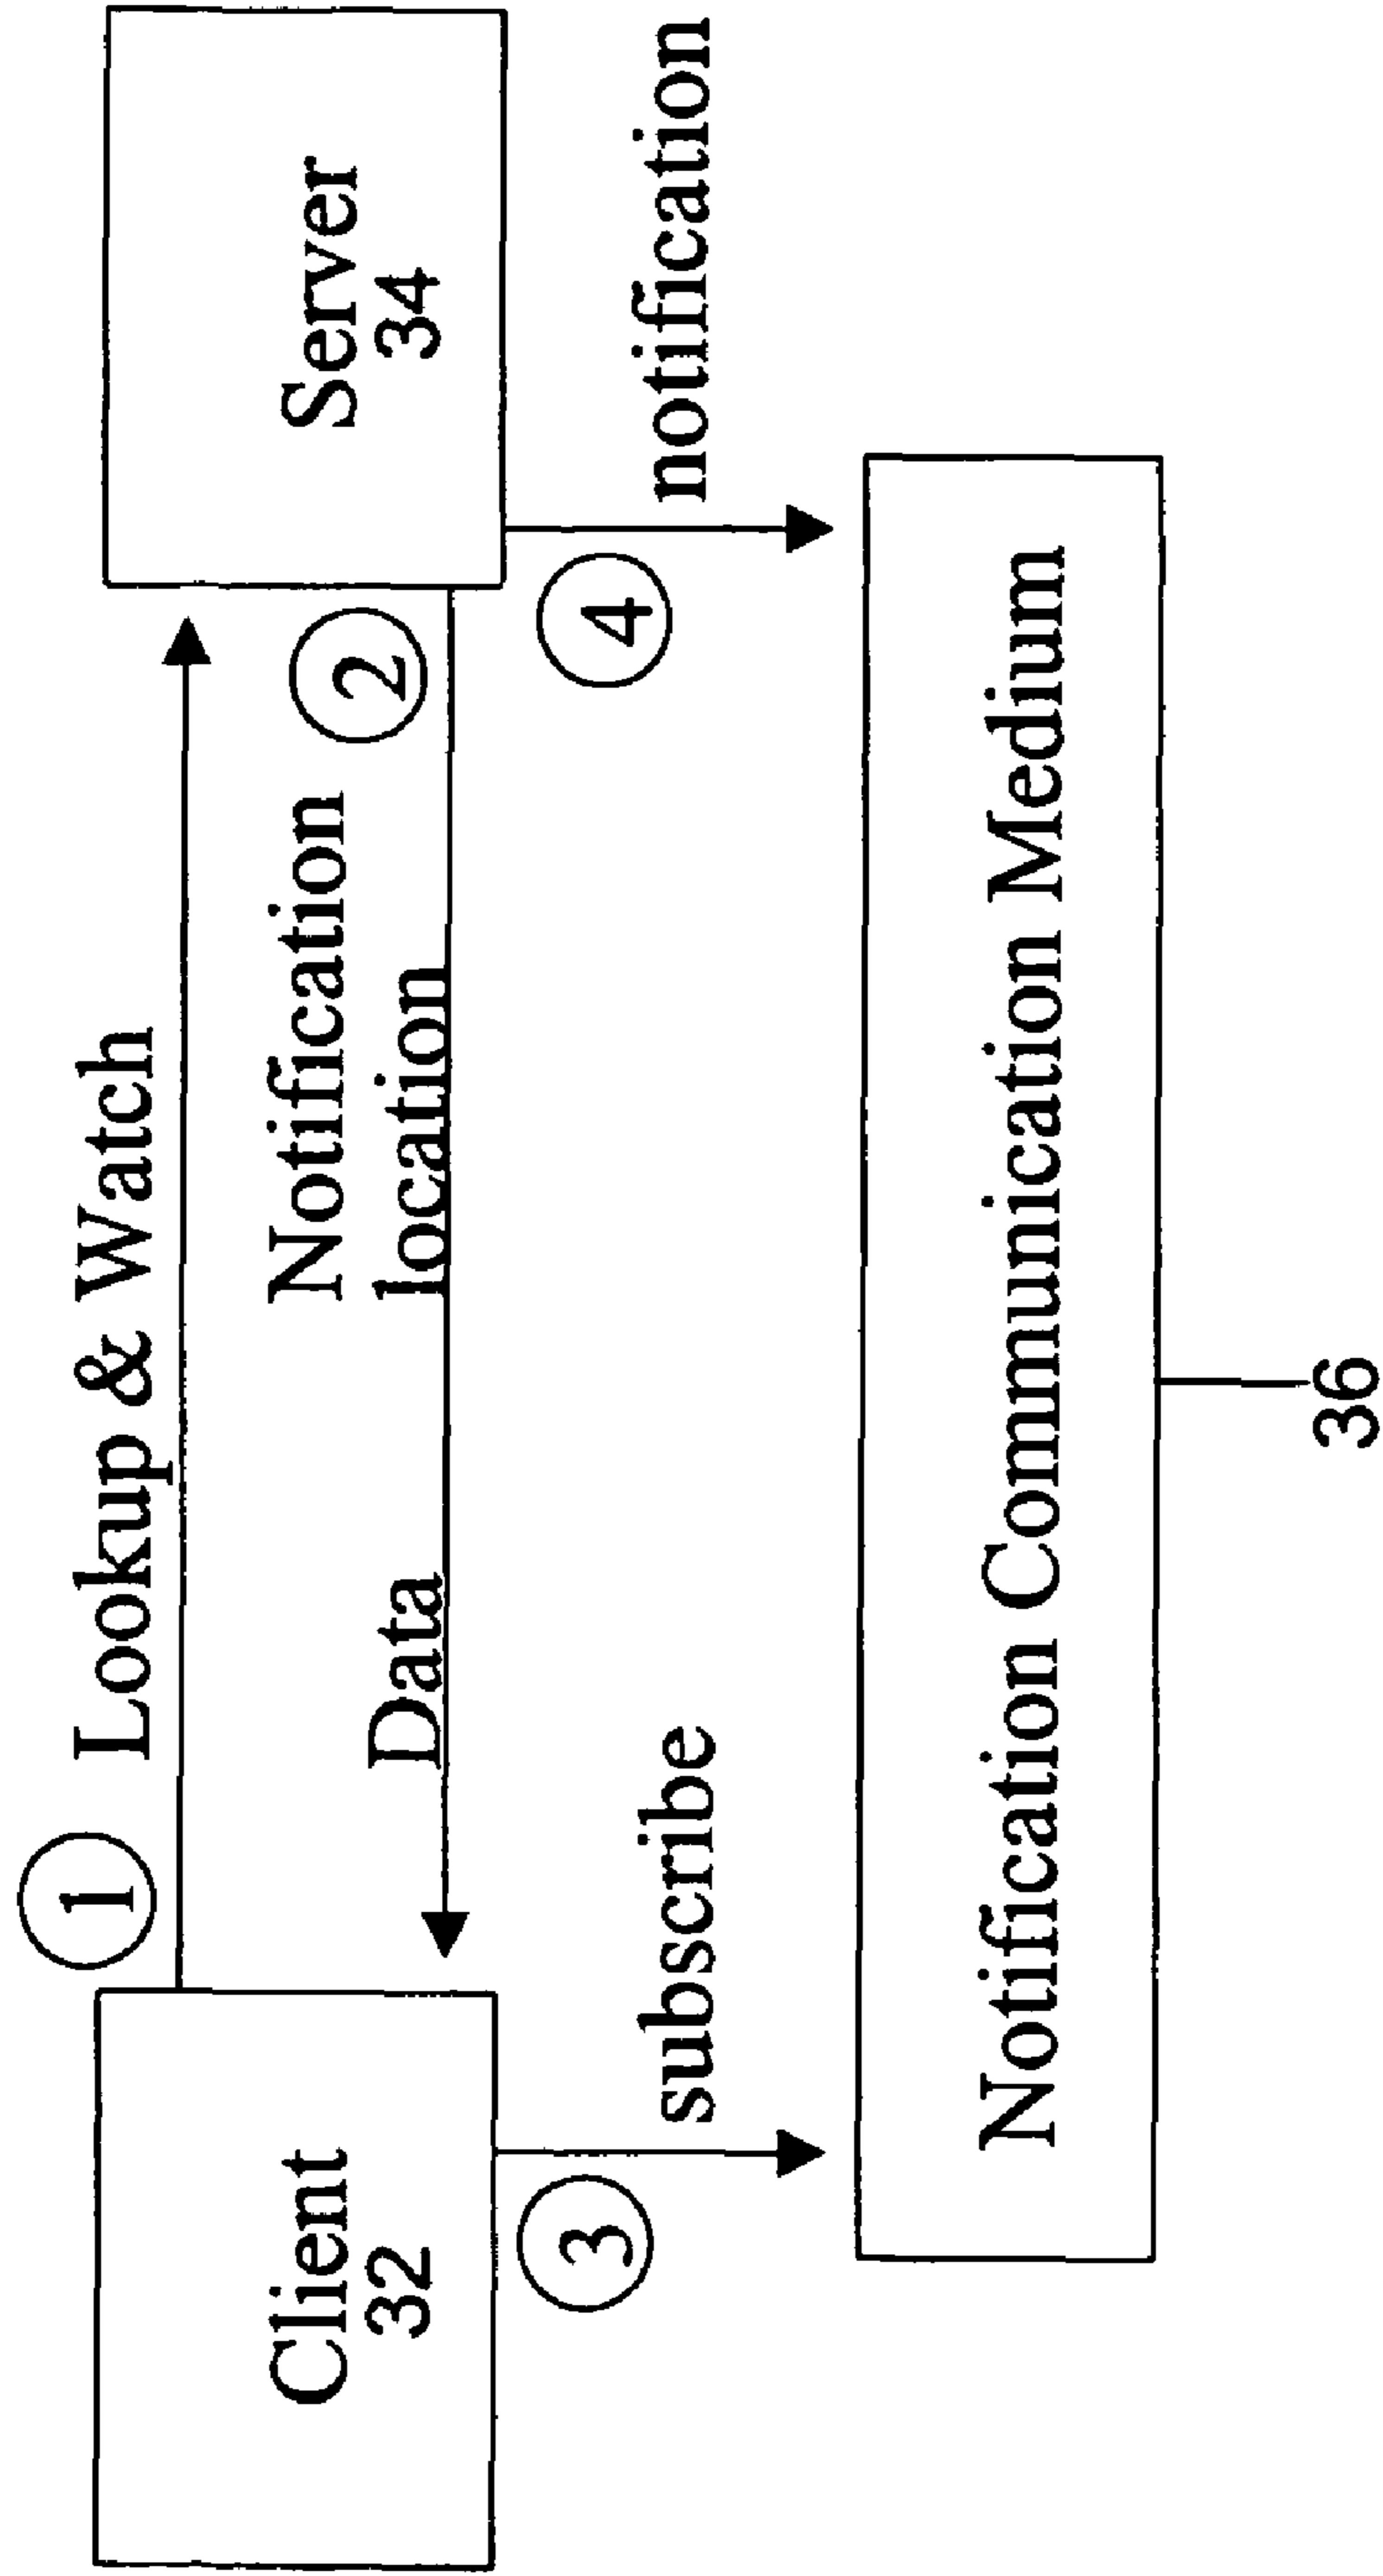 1 Lookup & Watch
Client
32
Notification
Data location
2
Server
34
3 subscribe
4 notification
Notification Communication Medium
36